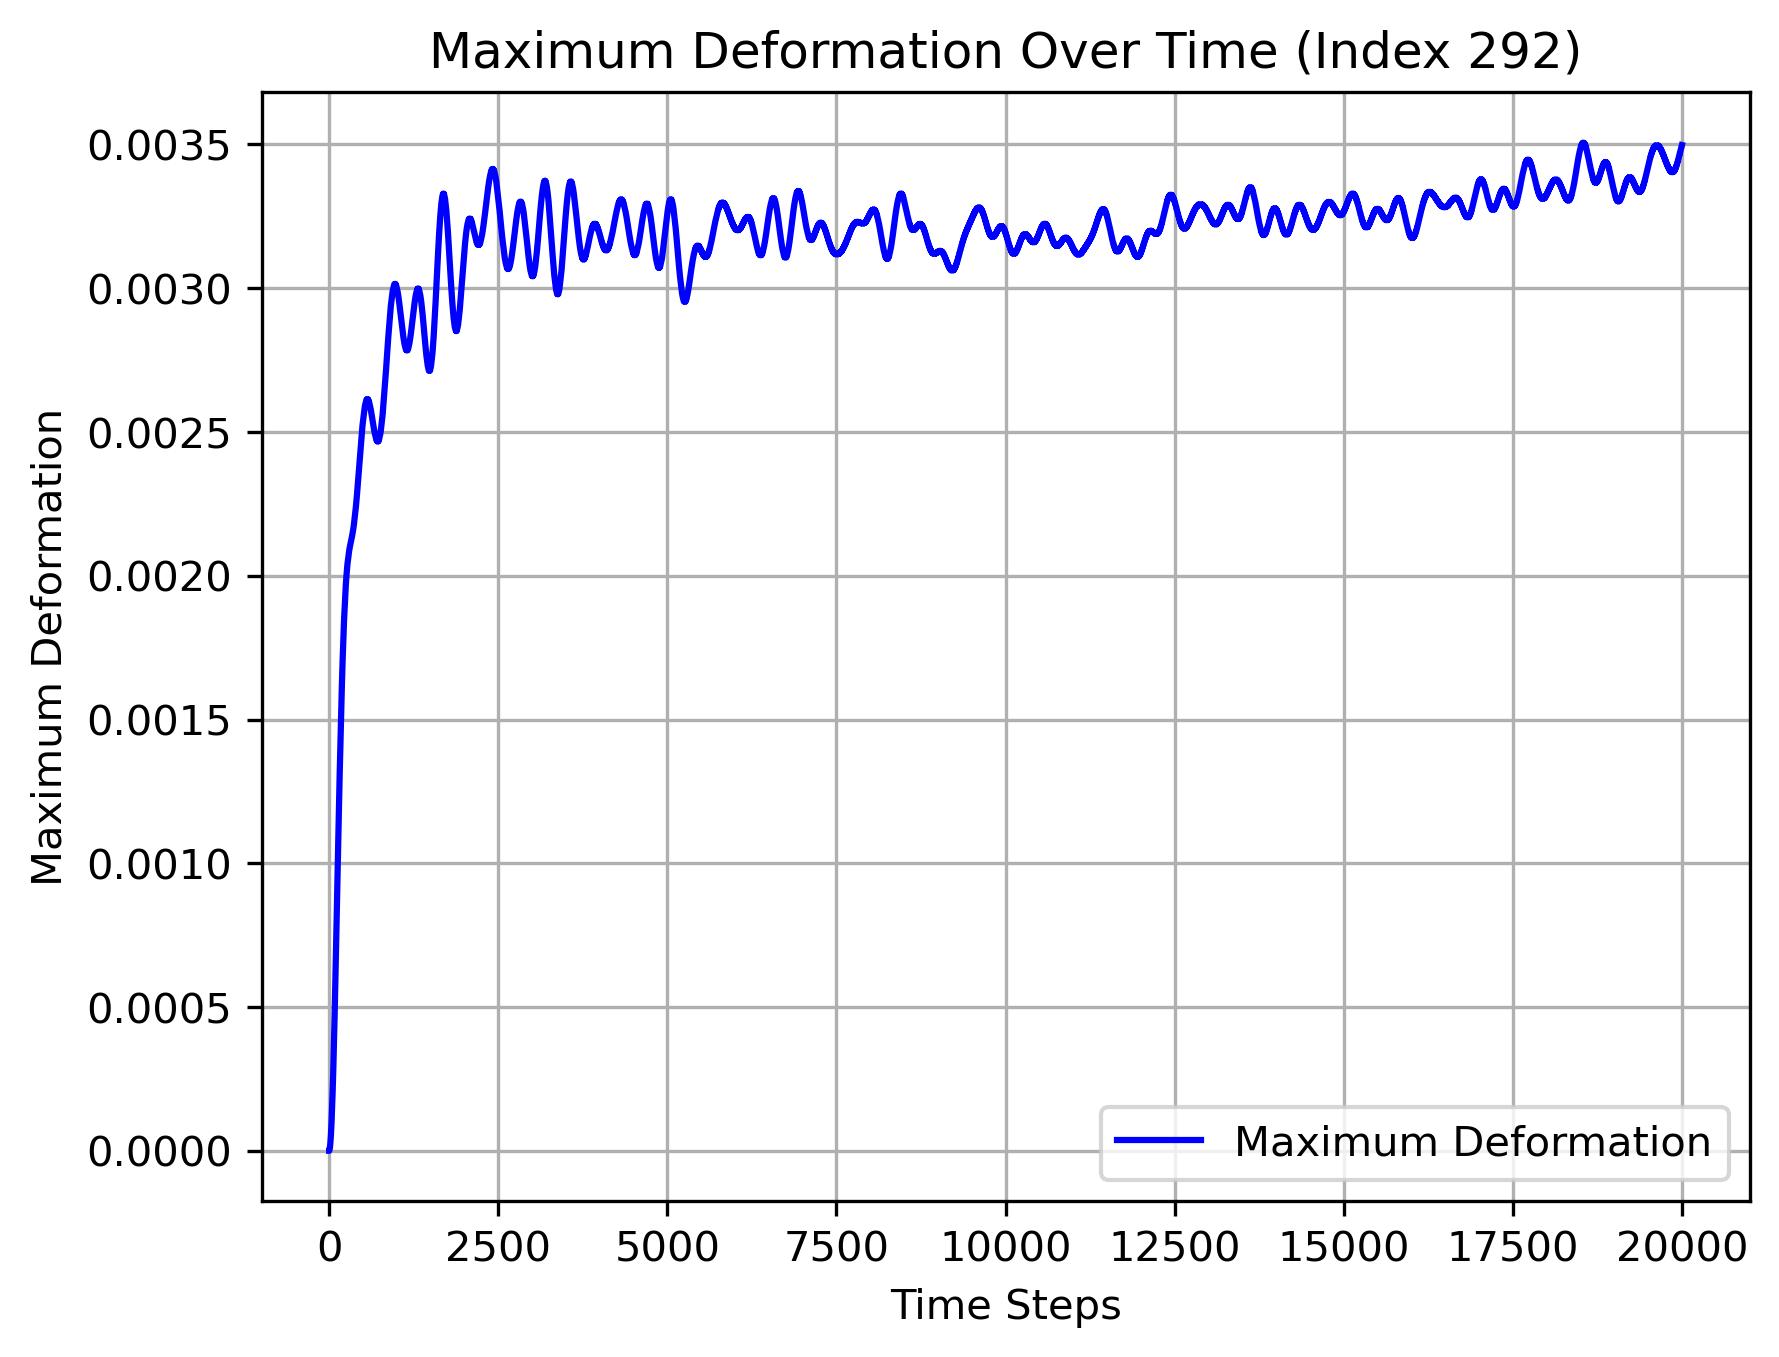 Maximum Deformation Over Time (Index 292)
Maximum Deformation
0.0035
0.0030
0.0025
0.0020
0.0015
0.0010
0.0005
0.0000
Maximum Deformation
0 2500 5000 7500 10000 12500 15000 17500 20000
Time Steps